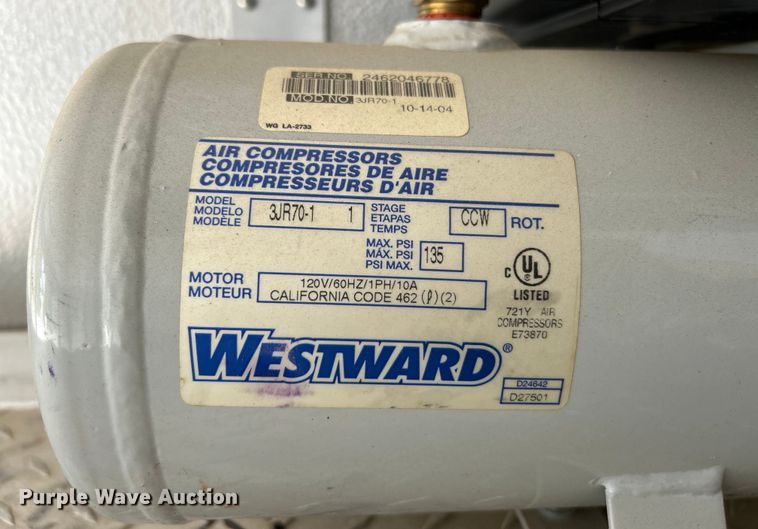 SER NO. 2462046778
MOD NO. 3JR70-1
10-14-04
WG LA-2733
AIR COMPRESSORS
COMPRESORES DE AIRE
COMPRESSEURS D'AIR
MODEL
MODELO
MODÈLE
3JR70-1 1
STAGE
ETAPAS
TEMPS
CCW
ROT.
MAX. PSI
MÁX. PSI
PSI MAX.
135
MOTOR
MOTEUR
120V/60HZ/1PH/10A
CALIFORNIA CODE 462 (ℓ)(2)
C UL
LISTED
721Y AIR
COMPRESSORS
E73870
WESTWARD®
D24642
D27501
Purple Wave Auction